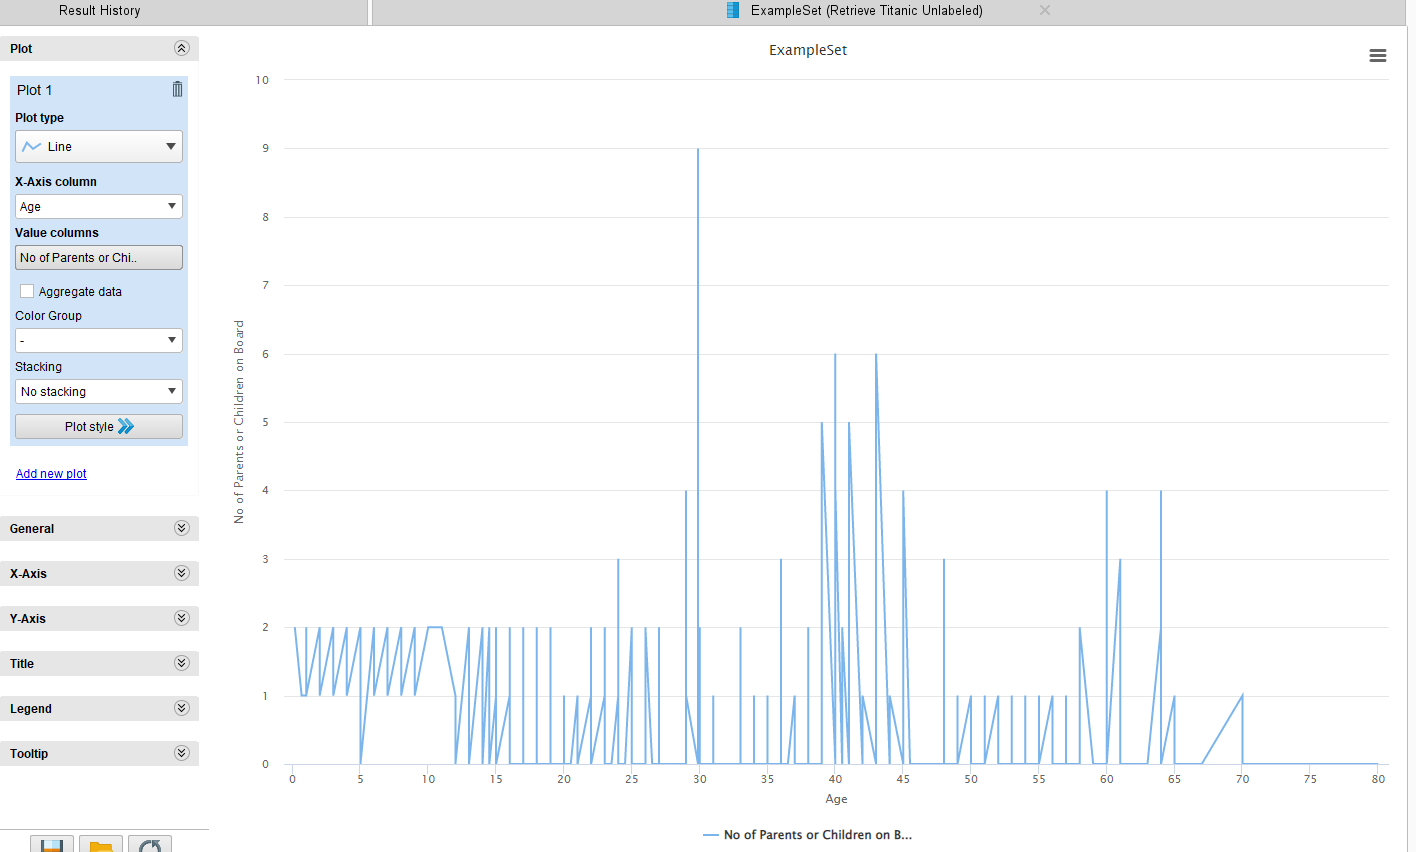 Result History
ExampleSet (Retrieve Titanic Unlabeled)
Plot
Plot 1
Plot type
Line
X-Axis column
Age
Value columns
No of Parents or Chi..
Aggregate data
Color Group
-
Stacking
No stacking
Plot style
Add new plot
General
X-Axis
Y-Axis
Title
Legend
Tooltip
ExampleSet
No of Parents or Children on Board
10
9
8
7
6
5
4
3
2
1
0
0 5 10 15 20 25 30 35 40 45 50 55 60 65 70 75 80
Age
No of Parents or Children on B...